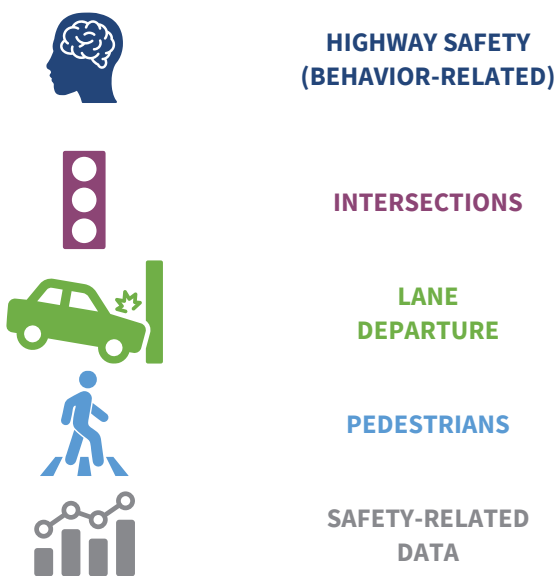 HIGHWAY SAFETY
(BEHAVIOR-RELATED)
INTERSECTIONS
LANE
DEPARTURE
PEDESTRIANS
SAFETY-RELATED
DATA